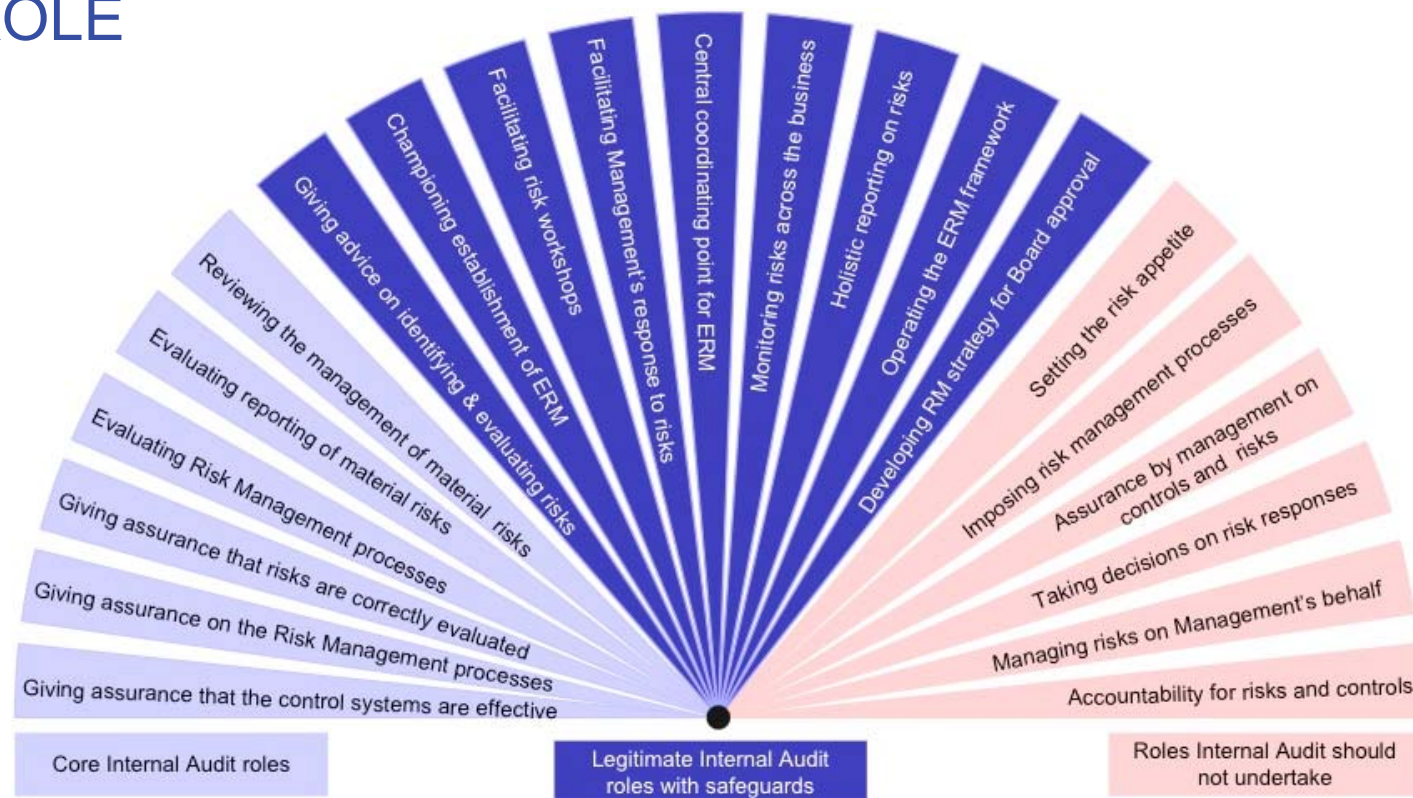 ROLE
Giving assurance that the control systems are effective
Giving assurance on the Risk Management processes
Giving assurance that risks are correctly evaluated
Evaluating Risk Management processes
Evaluating reporting of material risks
Reviewing the management of material risks
Giving advice on identifying & evaluating risks
Championing establishment of ERM
Facilitating risk workshops
Facilitating Management's response to risks
Central coordinating point for ERM
Monitoring risks across the business
Holistic reporting on risks
Operating the ERM framework
Developing RM strategy for Board approval
Setting the risk appetite
Imposing risk management processes
Assurance by management on
controls and risks
Taking decisions on risk responses
Managing risks on Management's behalf
Accountability for risks and controls
Core Internal Audit roles
Legitimate Internal Audit
roles with safeguards
Roles Internal Audit should
not undertake